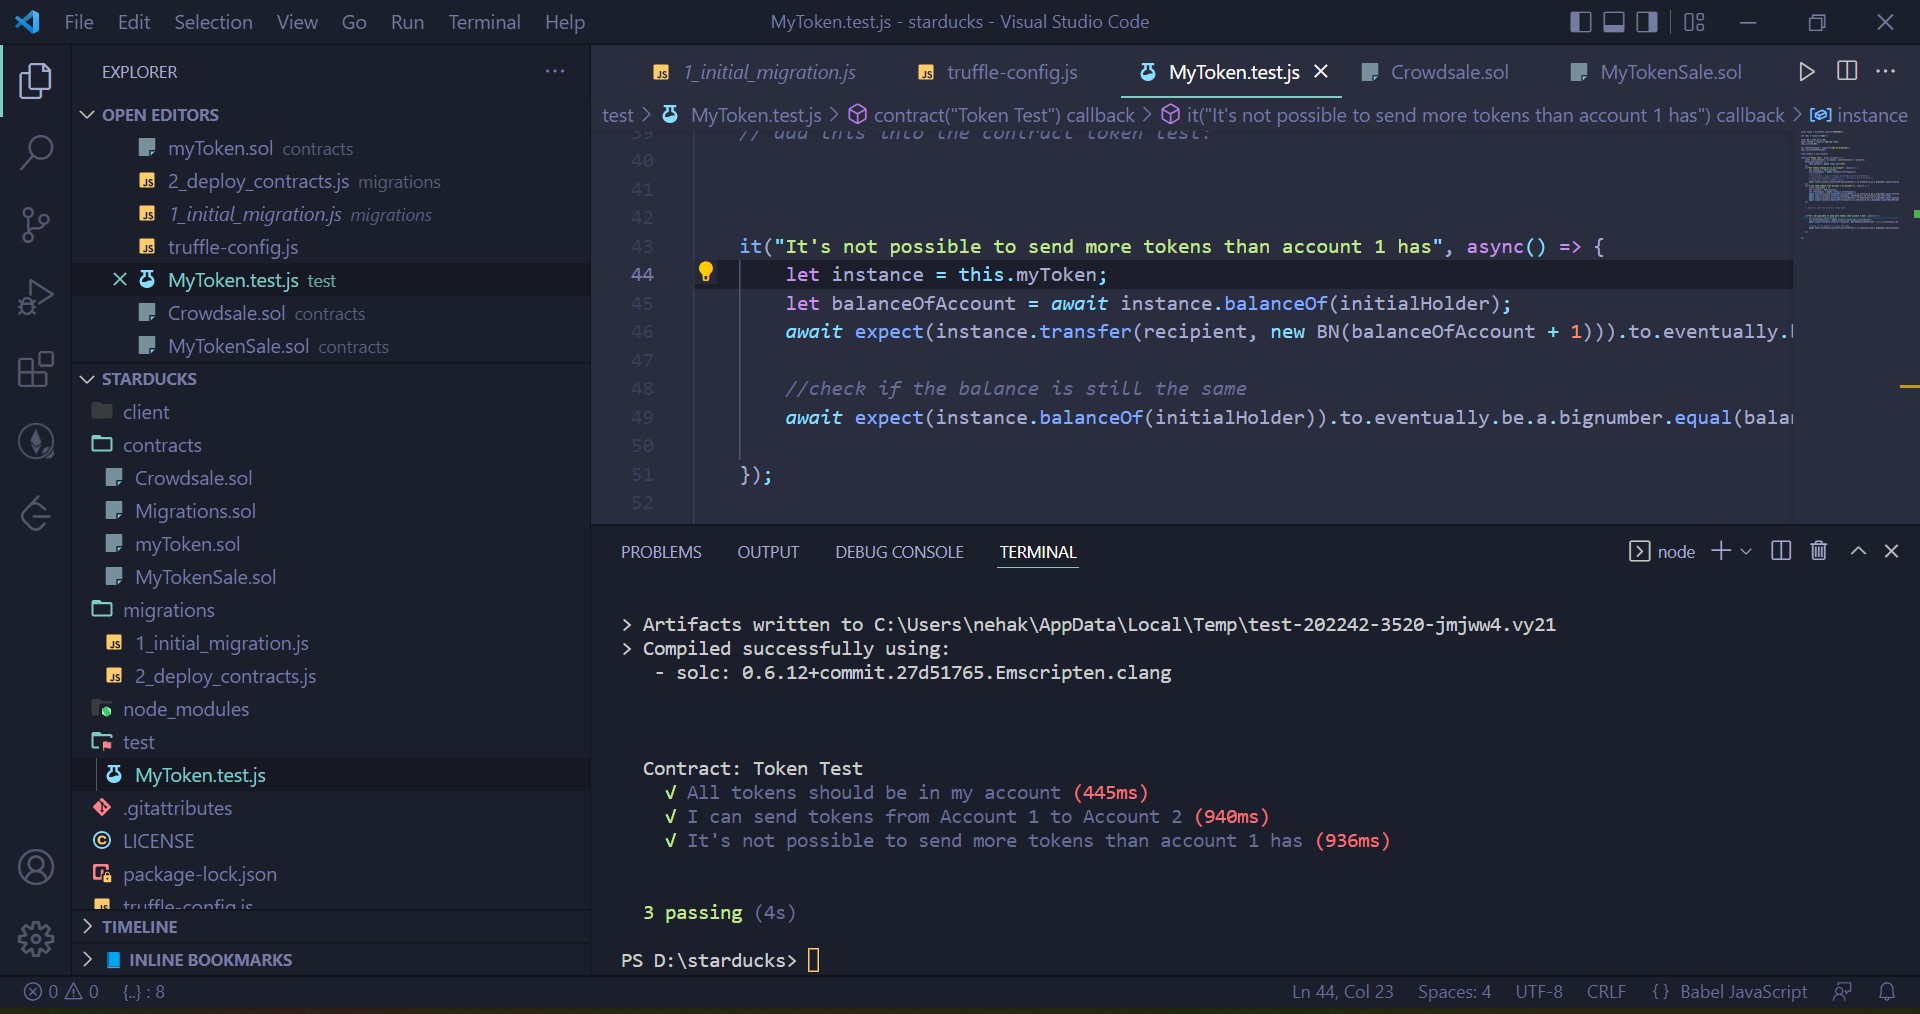 File Edit Selection View Go Run Terminal Help
MyToken.test.js - starducks - Visual Studio Code
EXPLORER
OPEN EDITORS
myToken.sol contracts
2_deploy_contracts.js migrations
1_initial_migration.js migrations
truffle-config.js
MyToken.test.js test
Crowdsale.sol contracts
MyTokenSale.sol contracts
STARDUCKS
client
contracts
Crowdsale.sol
Migrations.sol
myToken.sol
MyTokenSale.sol
migrations
1_initial_migration.js
2_deploy_contracts.js
node_modules
test
MyToken.test.js
.gitattributes
LICENSE
package-lock.json
truffle-config.js
TIMELINE
INLINE BOOKMARKS
1_initial_migration.js truffle-config.js MyToken.test.js Crowdsale.sol MyTokenSale.sol
test > MyToken.test.js > contract("Token Test") callback > it("It's not possible to send more tokens than account 1 has") callback > instance
39 // add this into the contract token test:
40
41
42
43 it("It's not possible to send more tokens than account 1 has", async() => {
44 let instance = this.myToken;
45 let balanceOfAccount = await instance.balanceOf(initialHolder);
46 await expect(instance.transfer(recipient, new BN(balanceOfAccount + 1))).to.eventually.
47
48 //check if the balance is still the same
49 await expect(instance.balanceOf(initialHolder)).to.eventually.be.a.bignumber.equal(balan
50
51 });
52
PROBLEMS OUTPUT DEBUG CONSOLE TERMINAL
node
> Artifacts written to C:\Users\nehak\AppData\Local\Temp\test-202242-3520-jmjww4.vy21
> Compiled successfully using:
- solc: 0.6.12+commit.27d51765.Emscripten.clang
Contract: Token Test
√ All tokens should be in my account (445ms)
√ I can send tokens from Account 1 to Account 2 (940ms)
√ It's not possible to send more tokens than account 1 has (936ms)
3 passing (4s)
PS D:\starducks>
0 0 {..} : 8
Ln 44, Col 23 Spaces: 4 UTF-8 CRLF {} Babel JavaScript